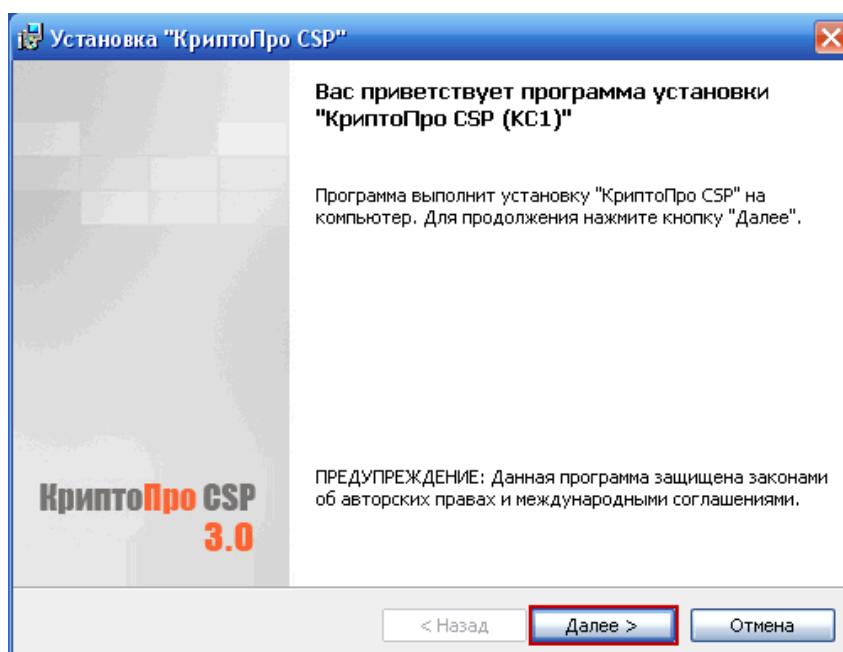 Установка "КриптоПро CSP"
Вас приветствует программа установки
"КриптоПро CSP (КС1)"
Программа выполнит установку "КриптоПро CSP" на
компьютер. Для продолжения нажмите кнопку "Далее".
ПРЕДУПРЕЖДЕНИЕ: Данная программа защищена законами
об авторских правах и международными соглашениями.
КриптоПро CSP
3.0
< Назад
Далее >
Отмена